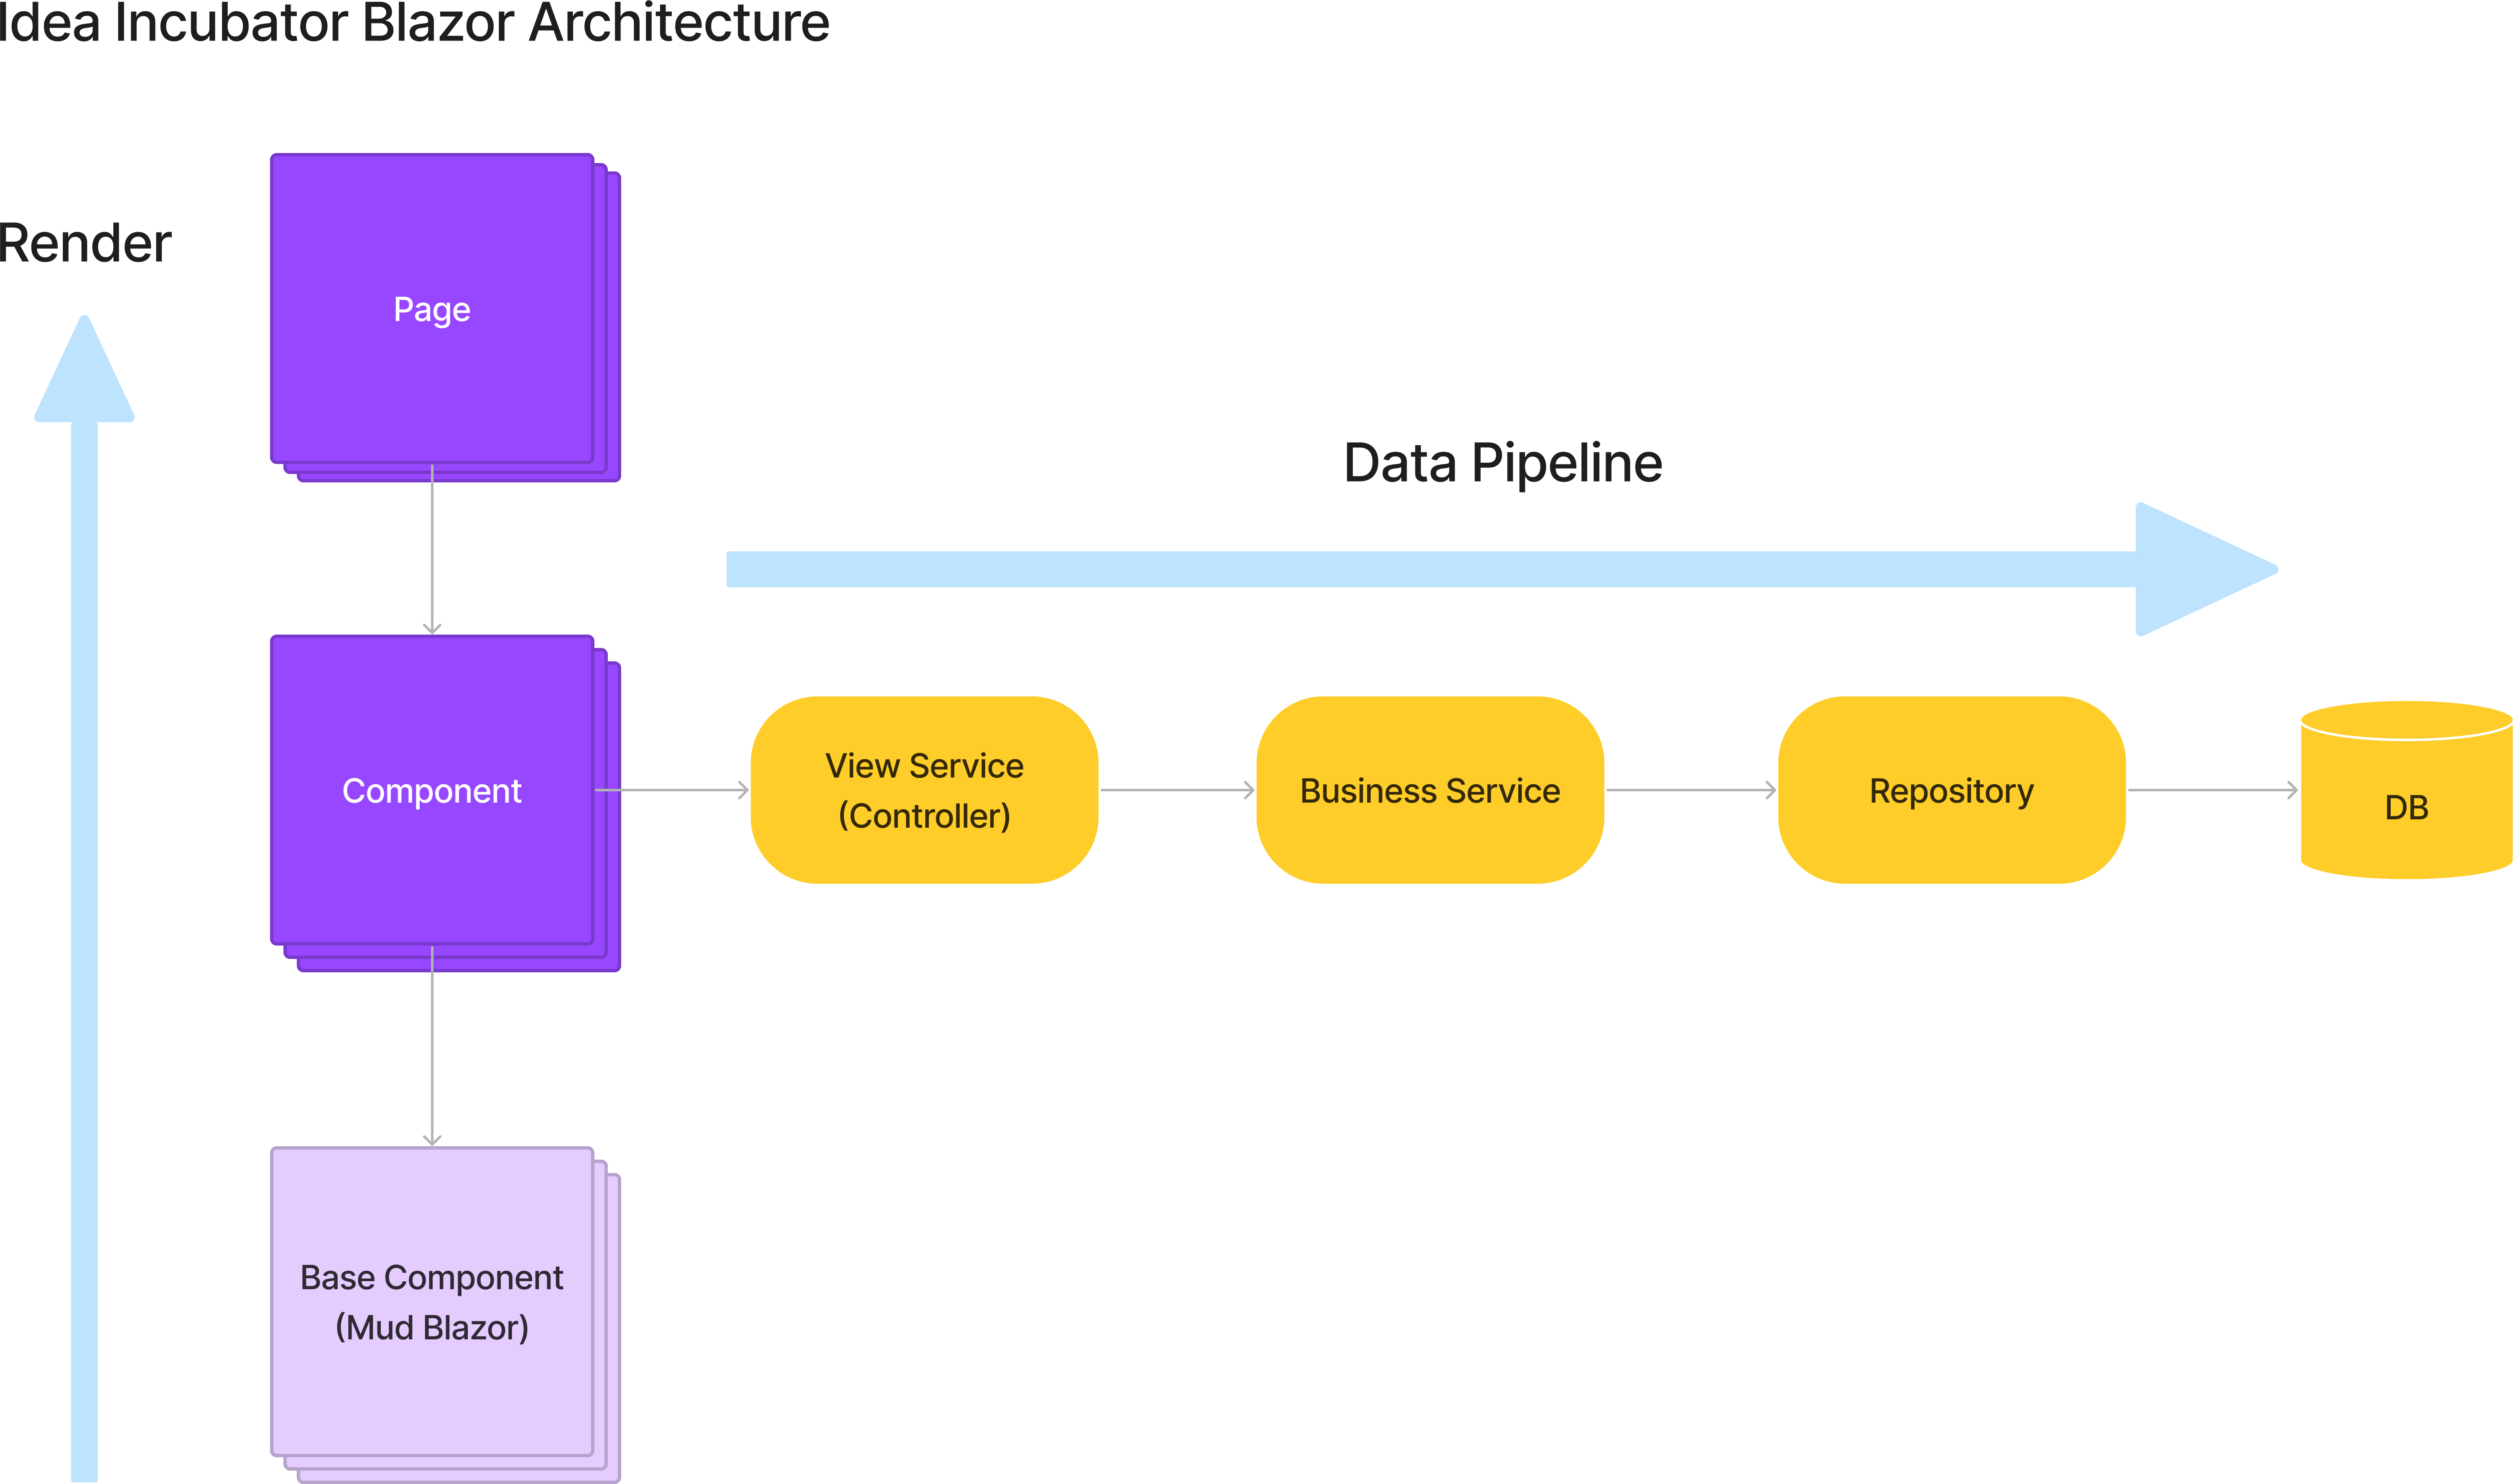 Idea Incubator Blazor Architecture
Render
Page
Data Pipeline
Component
View Service
(Controller)
Business Service
Repository
DB
Base Component
(Mud Blazor)